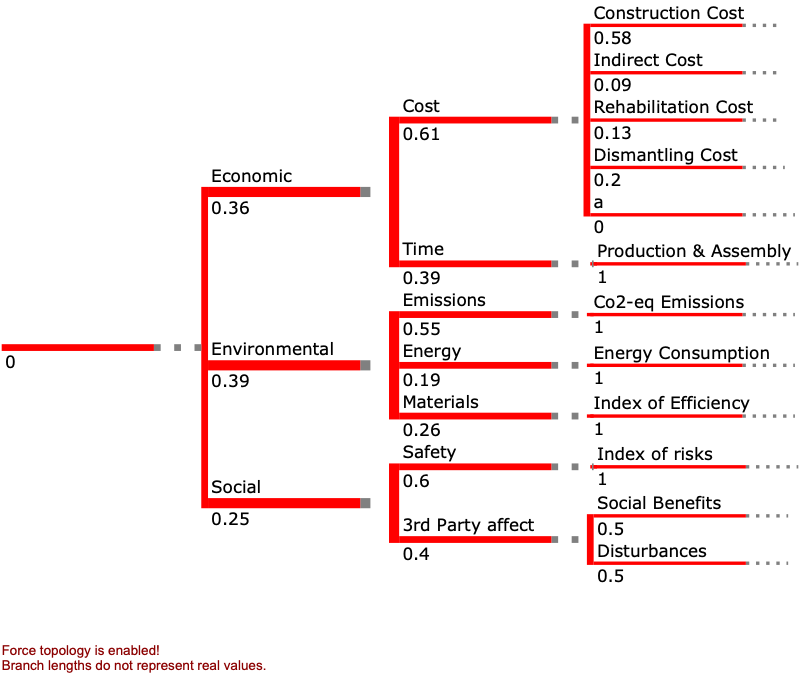 Construction Cost
0.58
Indirect Cost
0.09
Rehabilitation Cost
0.13
Dismantling Cost
0.2
a
0
Cost
0.61
Economic
0.36
Time
0.39
Production & Assembly
1
Emissions
0.55
Co2-eq Emissions
1
0
Environmental
0.39
Energy
0.19
Energy Consumption
1
Materials
0.26
Index of Efficiency
1
Social
0.25
Safety
0.6
Index of risks
1
3rd Party affect
0.4
Social Benefits
0.5
Disturbances
0.5
Force topology is enabled!
Branch lengths do not represent real values.